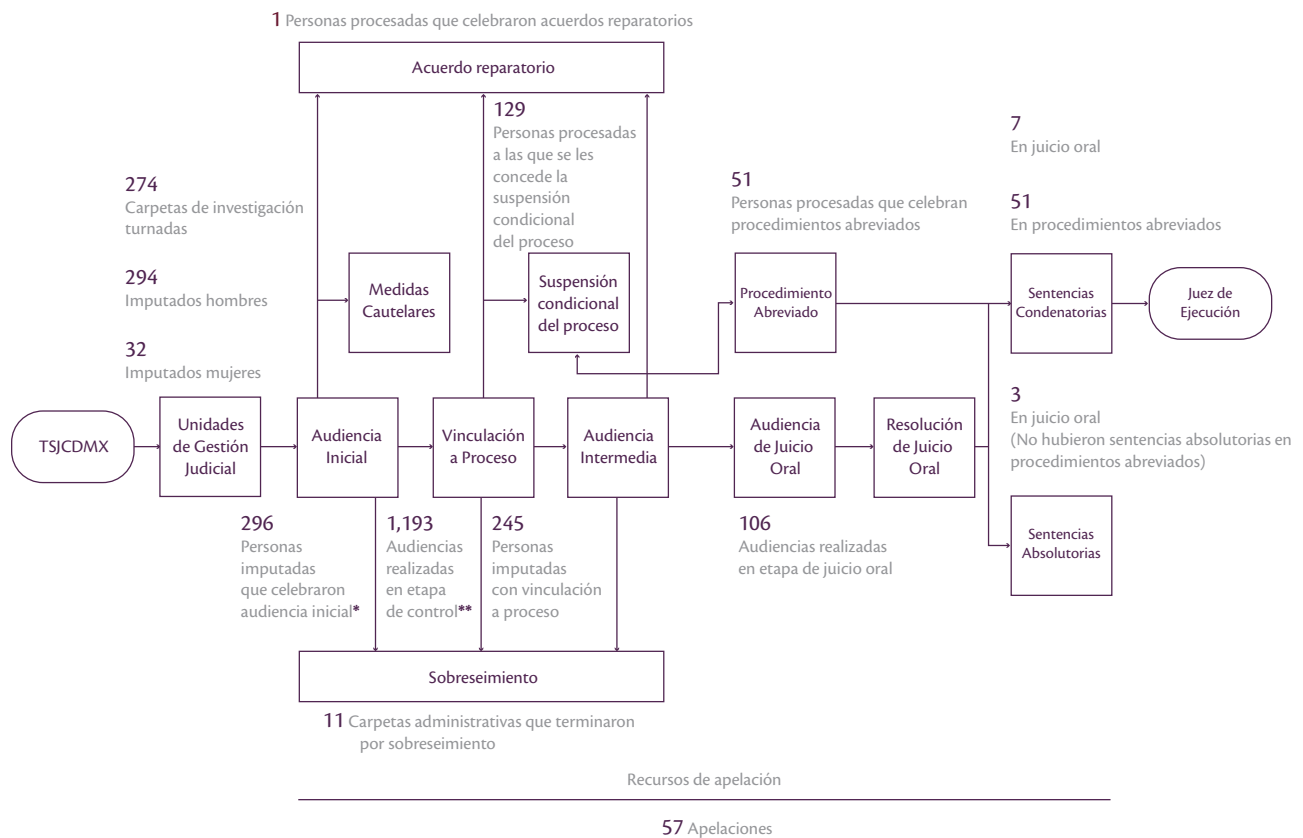 1 Personas procesadas que celebraron acuerdos reparatorios
Acuerdo reparatorio
129
Personas procesadas
a las que se les
concede la
suspensión
condicional
del proceso
7
En juicio oral
274
Carpetas de investigación
turnadas
51
Personas procesadas que celebran
procedimientos abreviados
51
En procedimientos abreviados
294
Imputados hombres
Medidas
Cautelares
Suspensión
condicional
del proceso
Procedimiento
Abreviado
Sentencias
Condenatorias
Juez de
Ejecución
32
Imputados mujeres
TSJCDMX
Unidades
de Gestión
Judicial
Audiencia
Inicial
Vinculación
a Proceso
Audiencia
Intermedia
Audiencia
de Juicio
Oral
Resolución
de Juicio
Oral
3
En juicio oral
(No hubieron sentencias absolutorias en
procedimientos abreviados)
296
Personas
imputadas
que celebraron
audiencia inicial*
1,193
Audiencias
realizadas
en etapa
de control**
245
Personas
imputadas
con vinculación
a proceso
106
Audiencias realizadas
en etapa de juicio oral
Sentencias
Absolutorias
Sobreseimiento
11 Carpetas administrativas que terminaron
por sobreseimiento
Recursos de apelación
57 Apelaciones